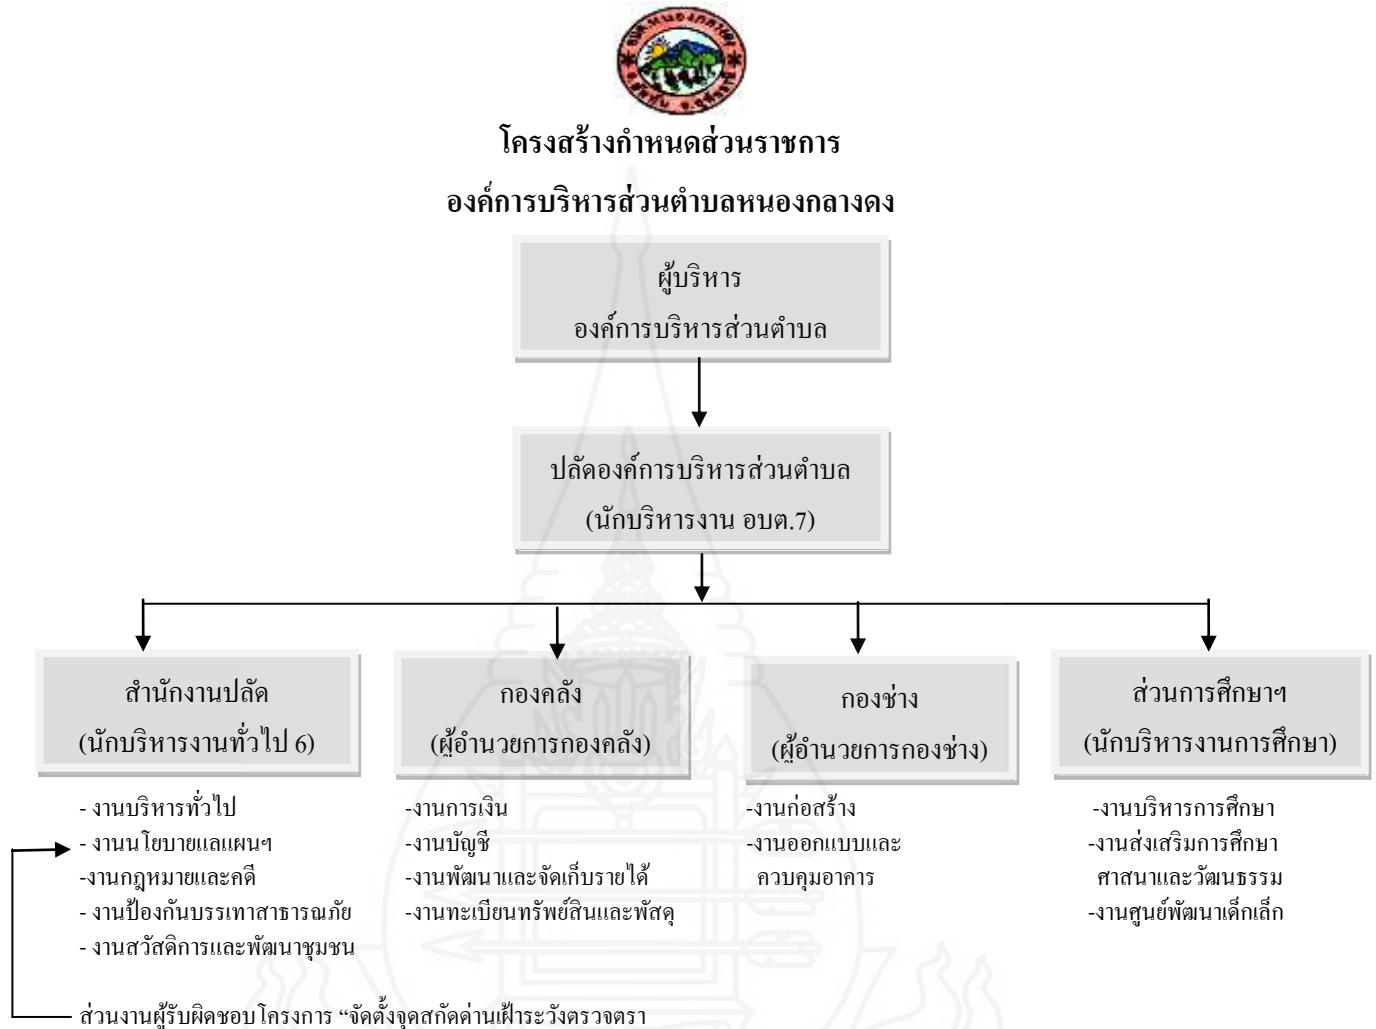 โครงสร้างกำหนดส่วนราชการ
องค์การบริหารส่วนตำบลหนองกลางดง
ผู้บริหาร
องค์การบริหารส่วนตำบล
ปลัดองค์การบริหารส่วนตำบล
(นักบริหารงาน อบต.7)
สำนักงานปลัด
(นักบริหารงานทั่วไป 6)
- งานบริหารทั่วไป
- งานนโยบายแลแผนฯ
-งานกฎหมายและคดี
- งานป้องกันบรรเทาสาธารณภัย
- งานสวัสดิการและพัฒนาชุมชน
กองคลัง
(ผู้อำนวยการกองคลัง)
-งานการเงิน
-งานบัญชี
-งานพัฒนาและจัดเก็บรายได้
-งานทะเบียนทรัพย์สินและพัสดุ
กองช่าง
(ผู้อำนวยการกองช่าง)
-งานก่อสร้าง
-งานออกแบบและ
ควบคุมอาคาร
ส่วนการศึกษาฯ
(นักบริหารงานการศึกษา)
-งานบริหารการศึกษา
-งานส่งเสริมการศึกษา
ศาสนาและวัฒนธรรม
-งานศูนย์พัฒนาเด็กเล็ก
ส่วนงานผู้รับผิดชอบโครงการ “จัดตั้งจุดสกัดด่านเฝ้าระวังตรวจตรา